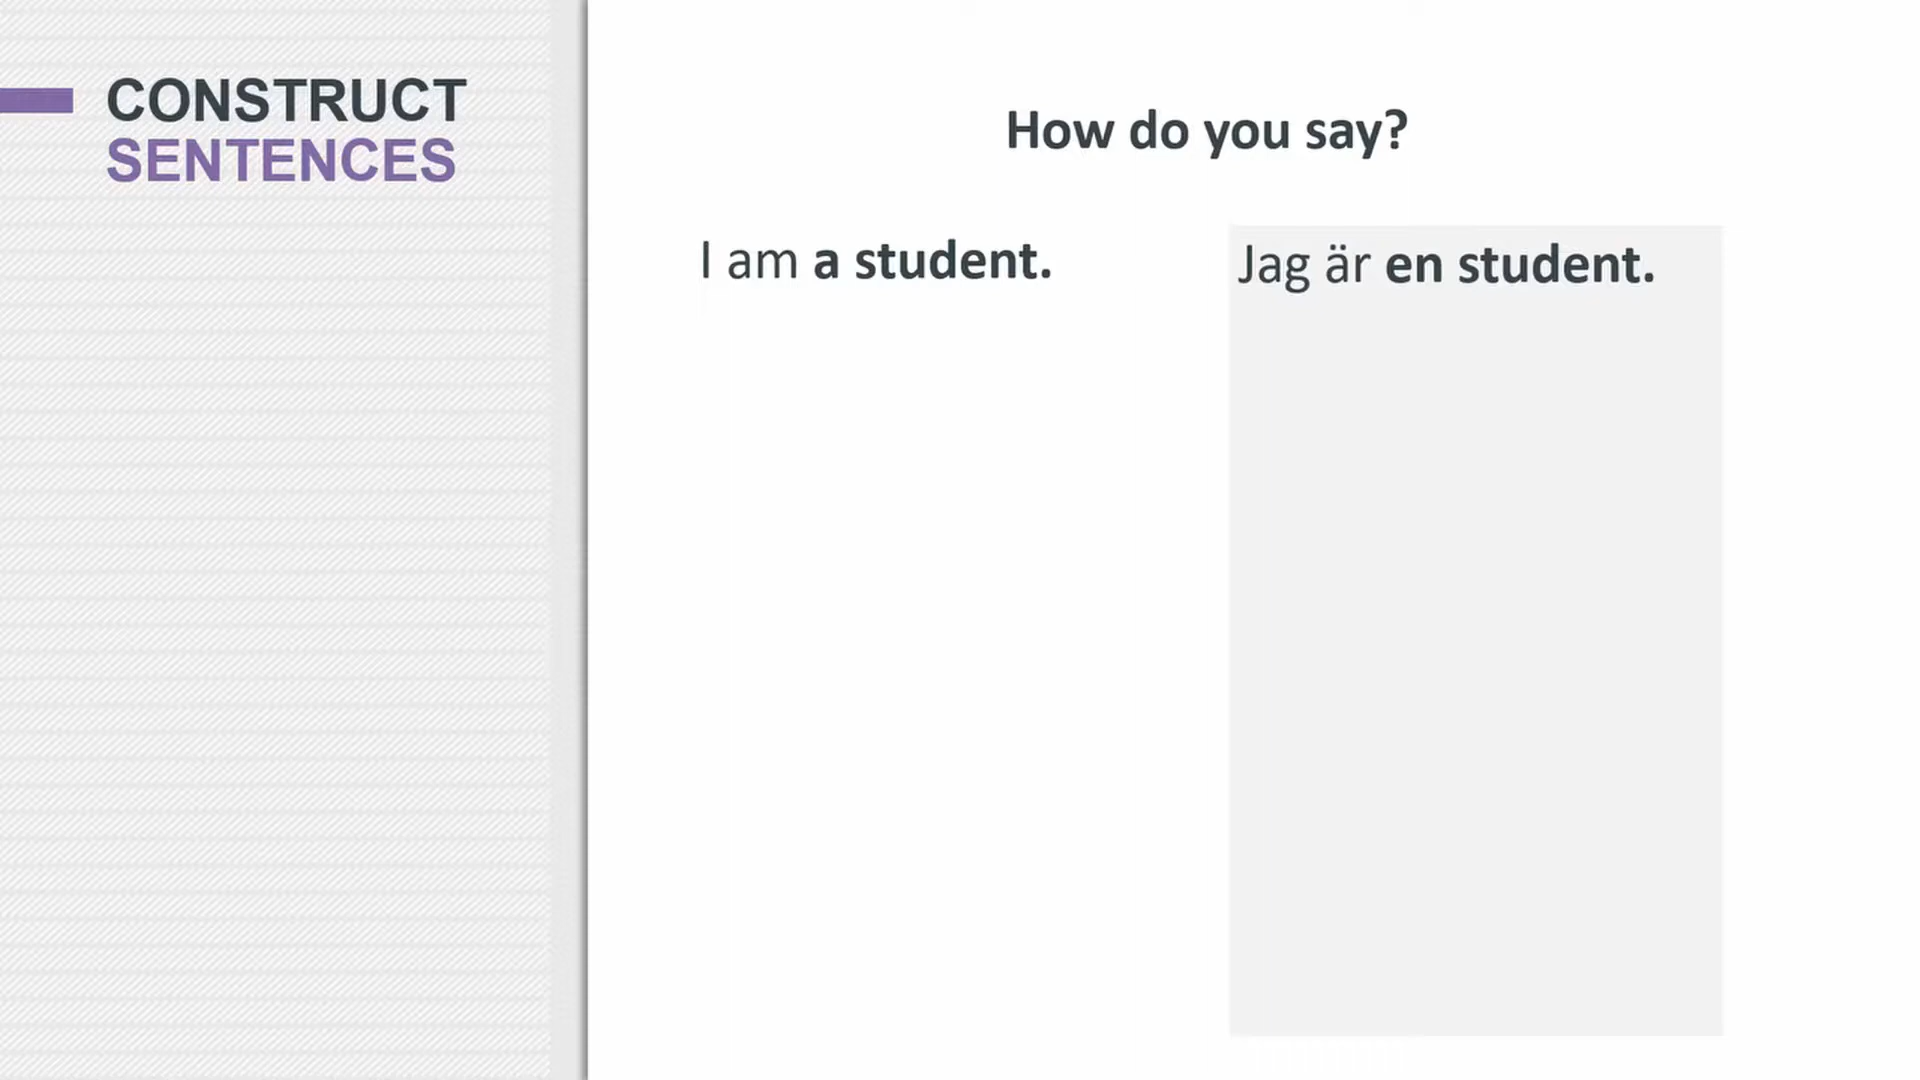 CONSTRUCT
SENTENCES
How do you say?
I am a student.
Jag är en student.